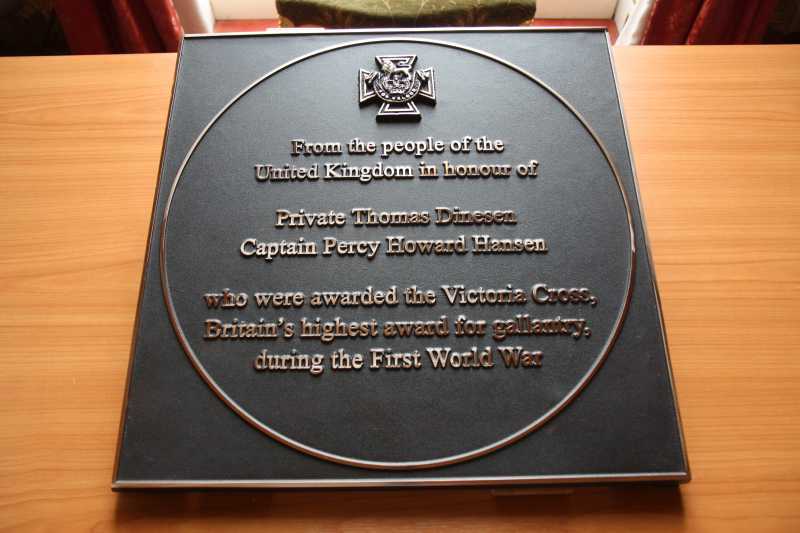 From the people of the
United Kingdom in honour of
Private Thomas Dinesen
Captain Percy Howard Hansen
who were awarded the Victoria Cross,
Britain's highest award for gallantry,
during the First World War